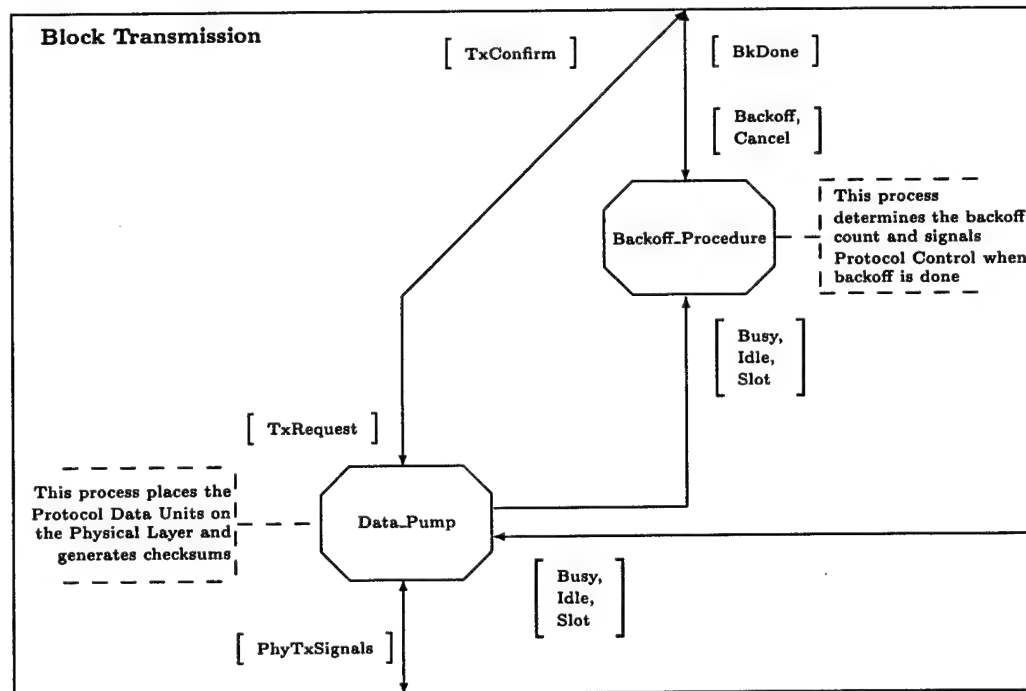 Block Transmission
[ TxConfirm ]
[ BkDone ]
[ Backoff,
Cancel ]
Backoff_Procedure
This process
determines the backoff
count and signals
Protocol Control when
backoff is done
[ Busy,
Idle,
Slot ]
[ TxRequest ]
This process places the
Protocol Data Units on
the Physical Layer and
generates checksums
Data_Pump
[ Busy,
Idle,
Slot ]
[ PhyTxSignals ]